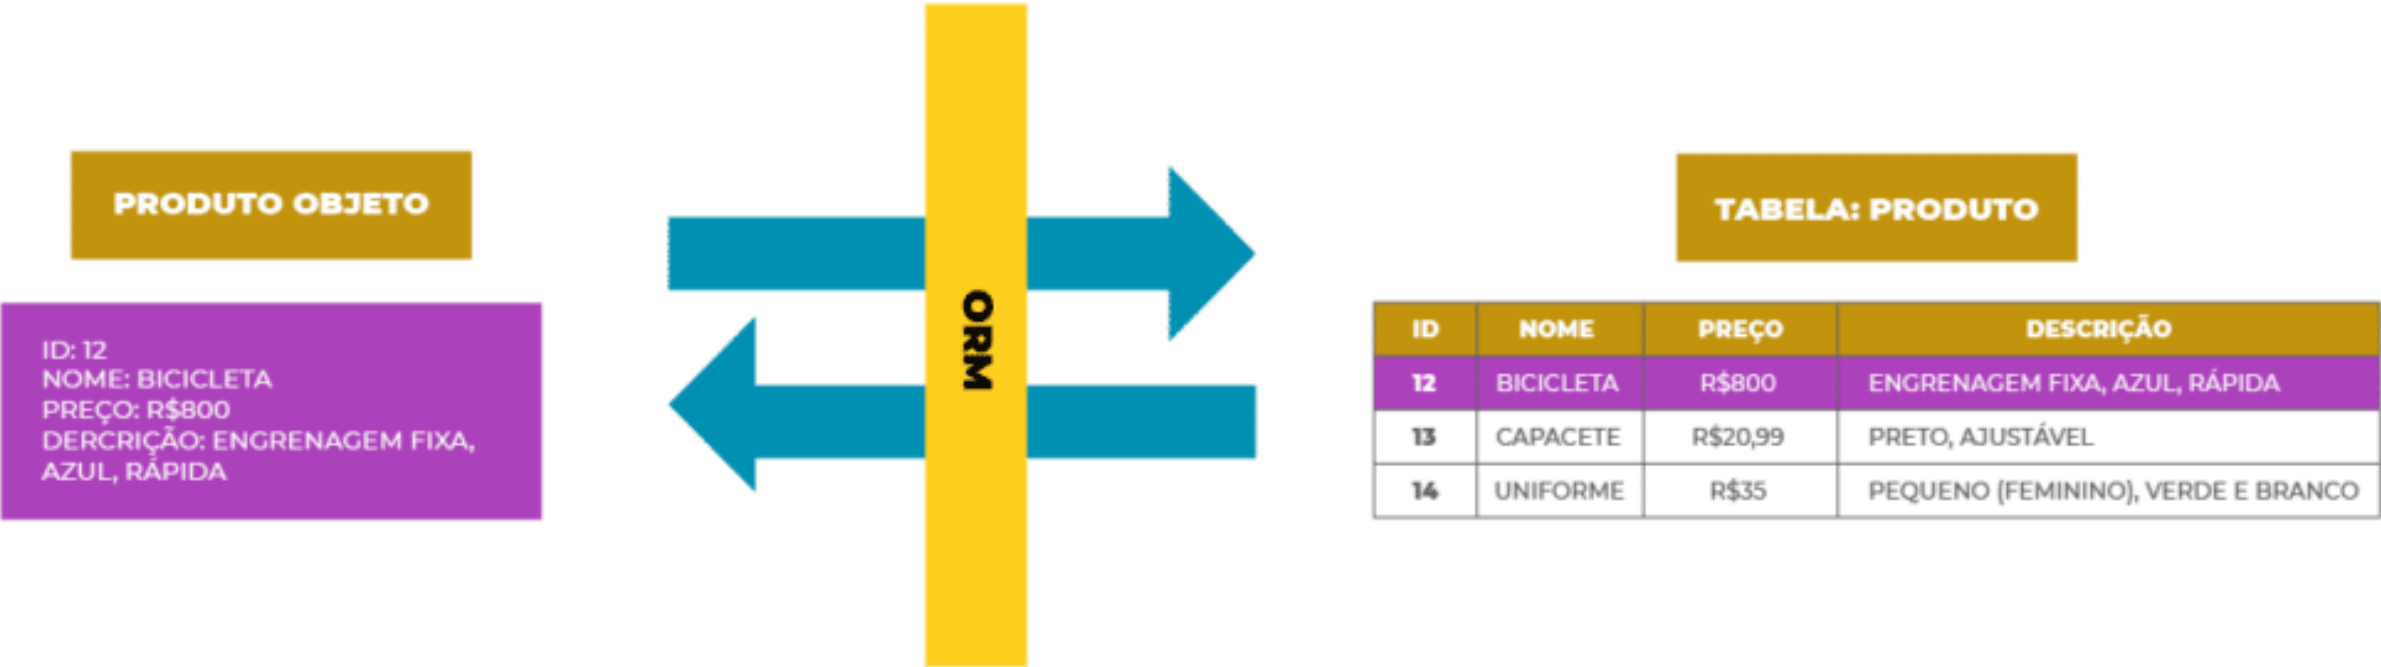 PRODUTO OBJETO
ID: 12
NOME: BICICLETA
PREÇO: R$800
DERCRIÇÃO: ENGRENAGEM FIXA,
AZUL, RÁPIDA
ORM
TABELA: PRODUTO
ID NOME PREÇO DESCRIÇÃO
12 BICICLETA R$800 ENGRENAGEM FIXA, AZUL, RÁPIDA
13 CAPACETE R$20,99 PRETO, AJUSTÁVEL
14 UNIFORME R$35 PEQUENO (FEMININO), VERDE E BRANCO